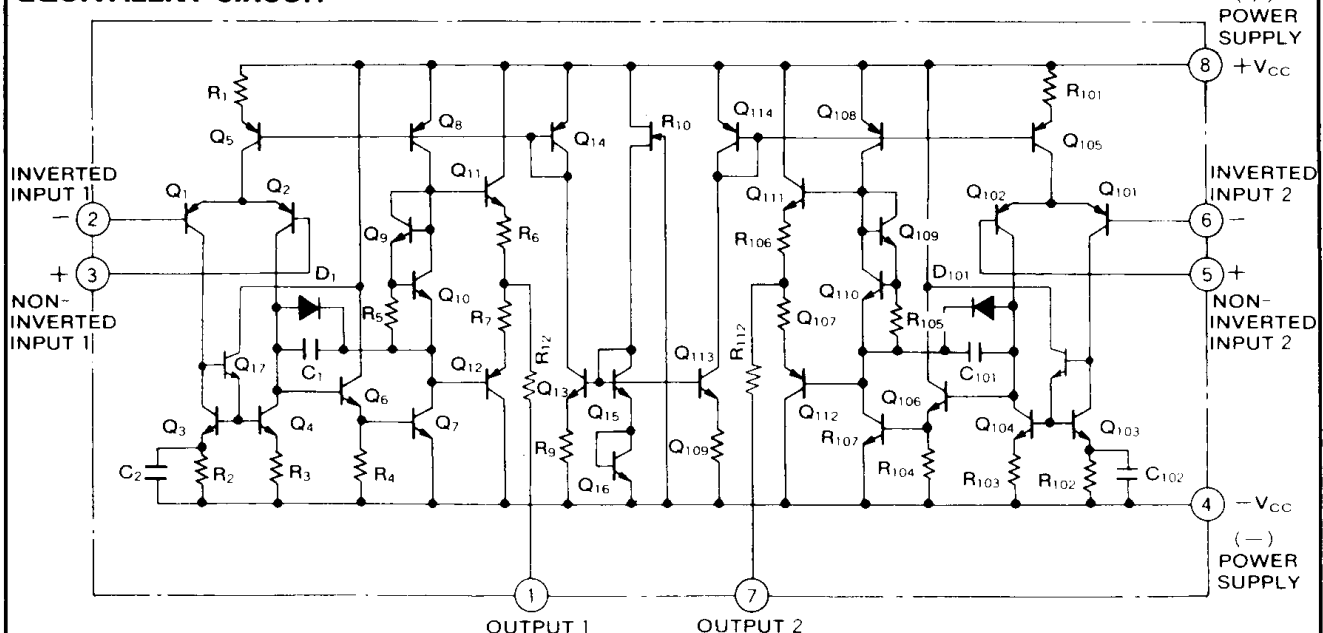 EQUIVALENT CIRCUIT
POWER
SUPPLY
8 +VCC
R1
R101
Q5
Q8
Q14
R10
Q114
Q108
Q105
INVERTED
INPUT 1
- 2
Q1
Q2
Q11
Q111
Q102
Q101
INVERTED
INPUT 2
6 -
Q9
R6
R106
Q109
+ 3
D1
Q10
Q110
D101
5 +
NON-
INVERTED
INPUT 1
R5
R7
R12
Q107
R112
R105
NON-
INVERTED
INPUT 2
Q17
C1
Q12
Q13
Q113
C101
Q6
Q15
Q112
Q106
Q3
Q4
Q7
R107
Q104
Q103
C2
R2
R3
R4
R9
Q16
Q109
R104
R103
R102
C102
4 -VCC
(-)
POWER
SUPPLY
1
7
OUTPUT 1
OUTPUT 2